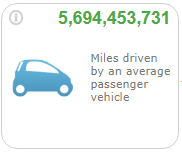 5,694,453,731
Miles driven
by an average
passenger
vehicle